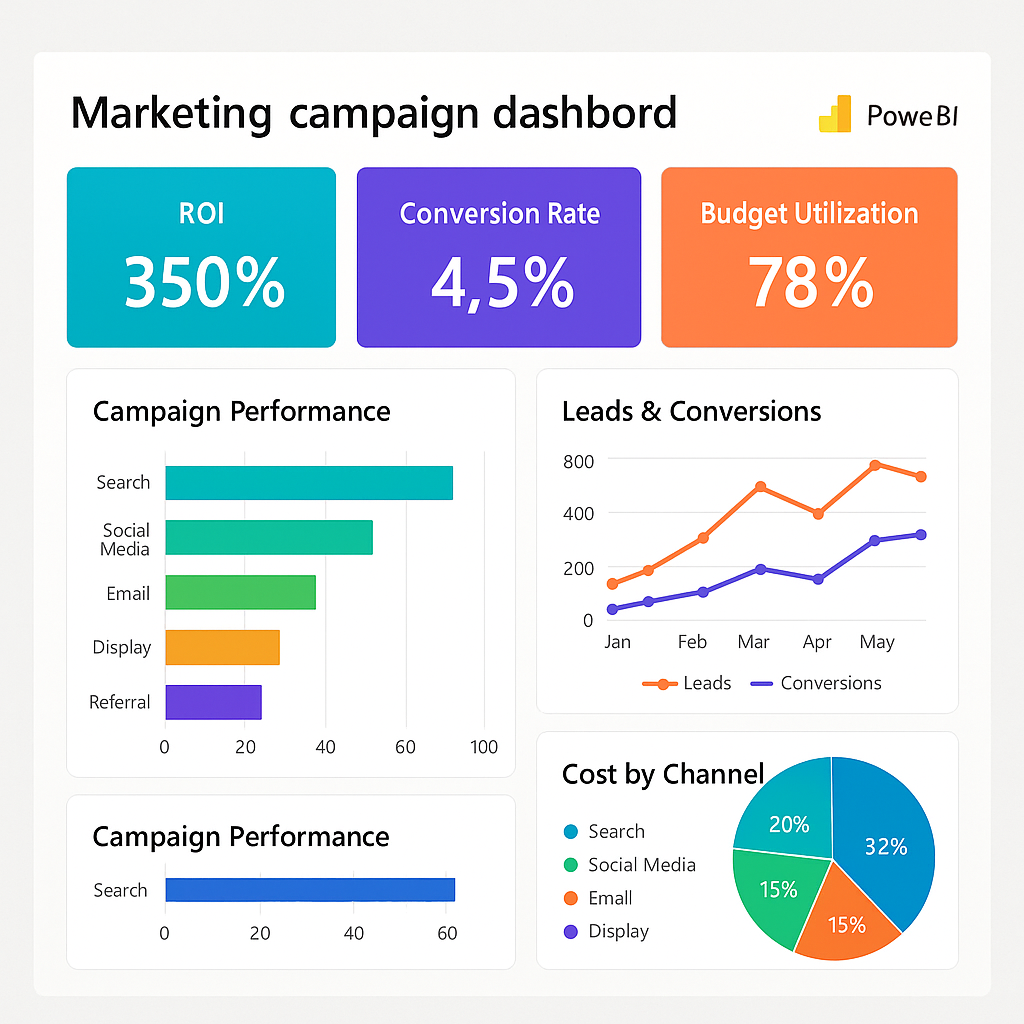 Marketing campaign dashbord
PoweBI
ROI
350%
Conversion Rate
4,5%
Budget Utilization
78%
Campaign Performance
Search
Social
Media
Email
Display
Referral
0 20 40 60 100
Leads & Conversions
800
400
200
0
Jan Feb Mar Apr May
Leads Conversions
Campaign Performance
Search
0 20 40 60
Cost by Channel
Search
Social Media
Emall
Display
20%
32%
15%
15%